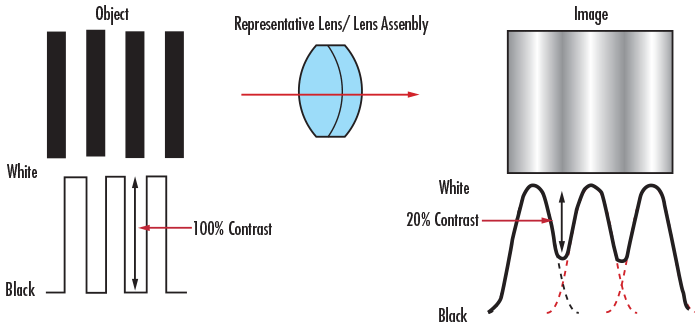 Object
Representative Lens/ Lens Assembly
Image
White
100% Contrast
Black
White
20% Contrast
Black